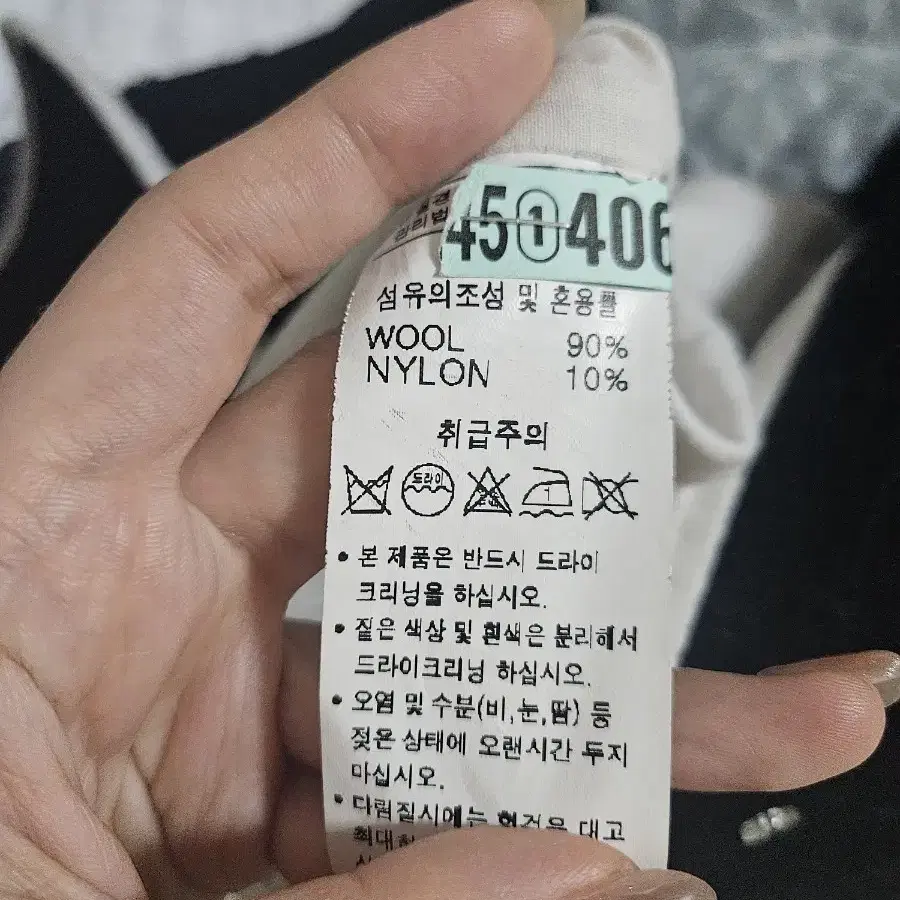 45①406
섬유의조성 및 혼용률
WOOL 90%
NYLON 10%
취급주의
드라이
1
• 본 제품은 반드시 드라이
크리닝을 하십시오.
• 짙은 색상 및 흰색은 분리해서
드라이크리닝 하십시오.
• 오염 및 수분(비,눈,땀) 등
젖은 상태에 오랜시간 두지
마십시오.
• 다림질시에는 헝겊을 대고